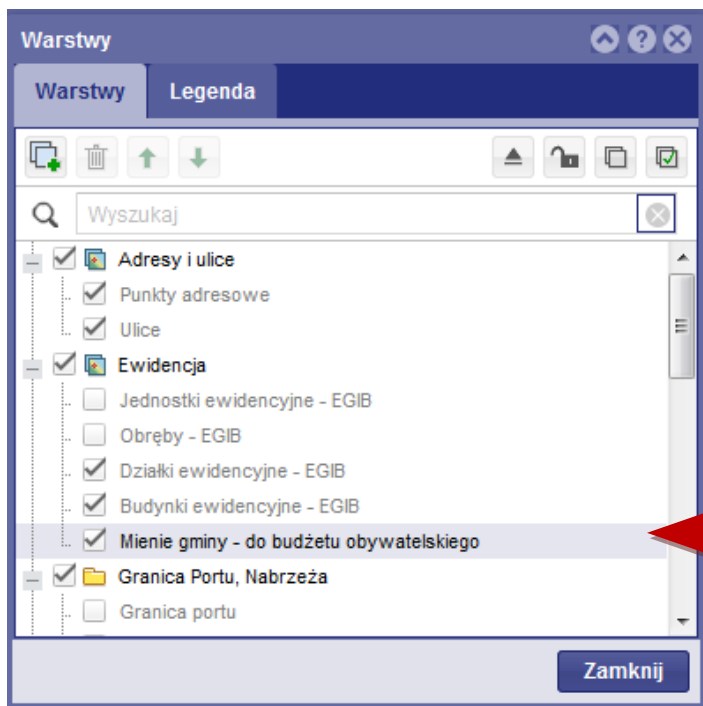 Warstwy
Warstwy Legenda
Wyszukaj
Adresy i ulice
Punkty adresowe
Ulice
Ewidencja
Jednostki ewidencyjne - EGIB
Obręby - EGIB
Działki ewidencyjne - EGIB
Budynki ewidencyjne - EGIB
Mienie gminy - do budżetu obywatelskiego
Granica Portu, Nabrzeża
Granica portu
Zamknij